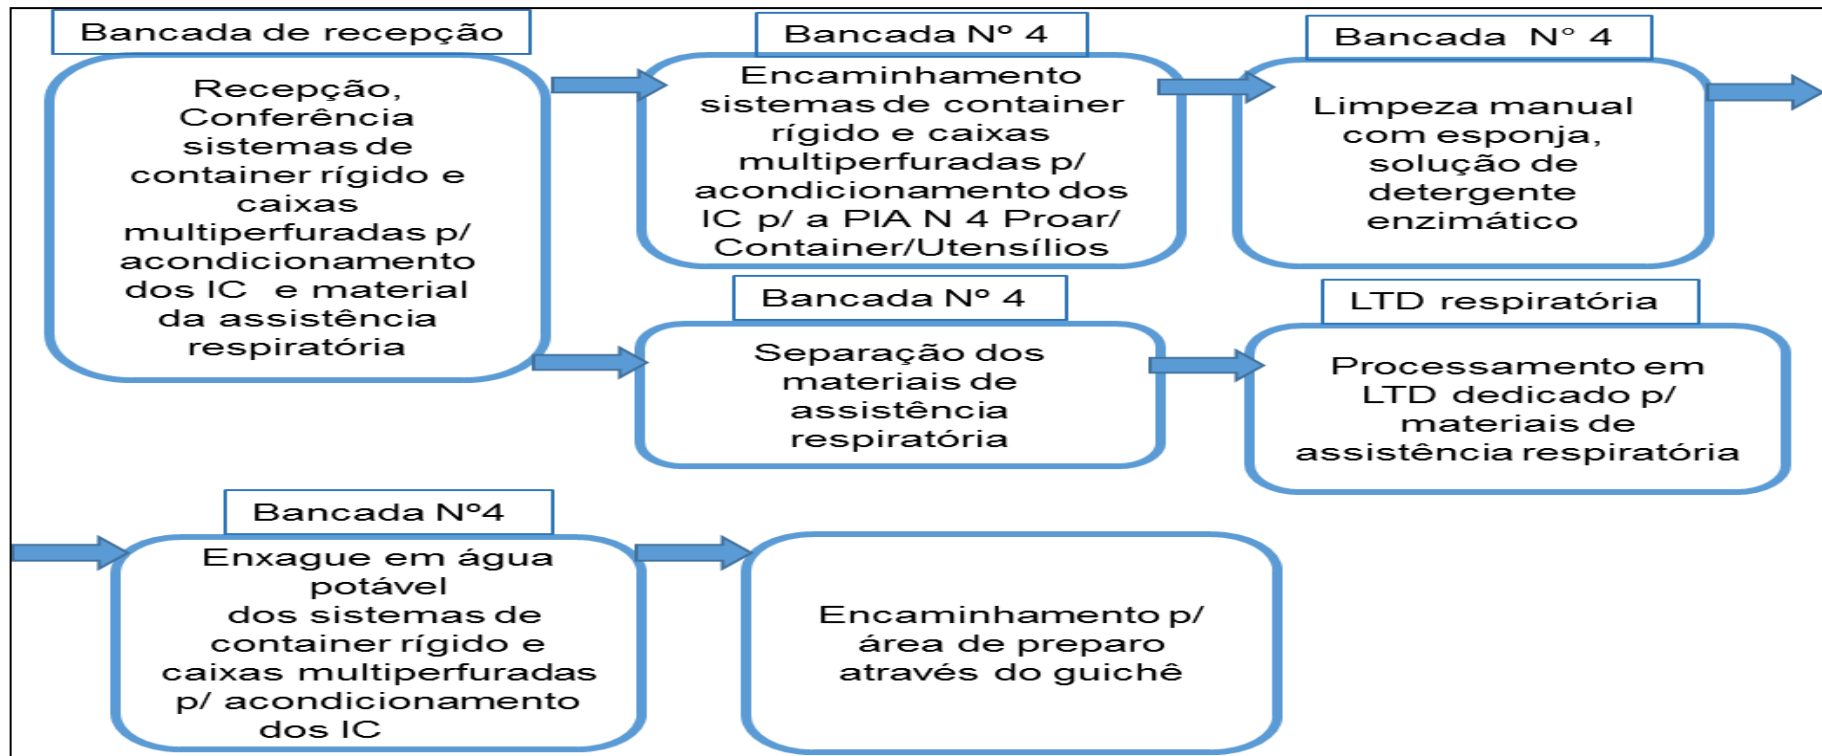 Bancada de recepção
Recepção,
Conferência
sistemas de
container rígido e
caixas
multiperfuradas p/
acondicionamento
dos IC e material
da assistência
respiratória
Bancada Nº 4
Encaminhamento
sistemas de container
rígido e caixas
multiperfuradas p/
acondicionamento dos
IC p/ a PIA N 4 Proar/
Container/Utensílios
Bancada N° 4
Limpeza manual
com esponja,
solução de
detergente
enzimático
Bancada Nº 4
Separação dos
materiais de
assistência
respiratória
LTD respiratória
Processamento em
LTD dedicado p/
materiais de
assistência respiratória
Bancada Nº4
Enxague em água
potável
dos sistemas de
container rígido e
caixas multiperfuradas
p/ acondicionamento
dos IC
Encaminhamento p/
área de preparo
através do guichê